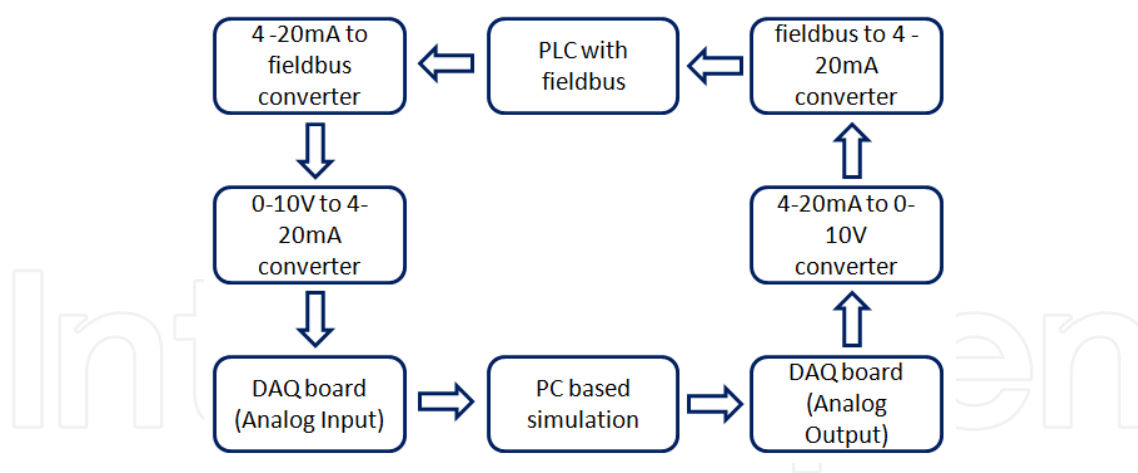 4 -20mA to
fieldbus
converter
PLC with
fieldbus
fieldbus to 4 -
20mA
converter
0-10V to 4-
20mA
converter
4-20mA to 0-
10V
converter
DAQ board
(Analog Input)
PC based
simulation
DAQ board
(Analog
Output)